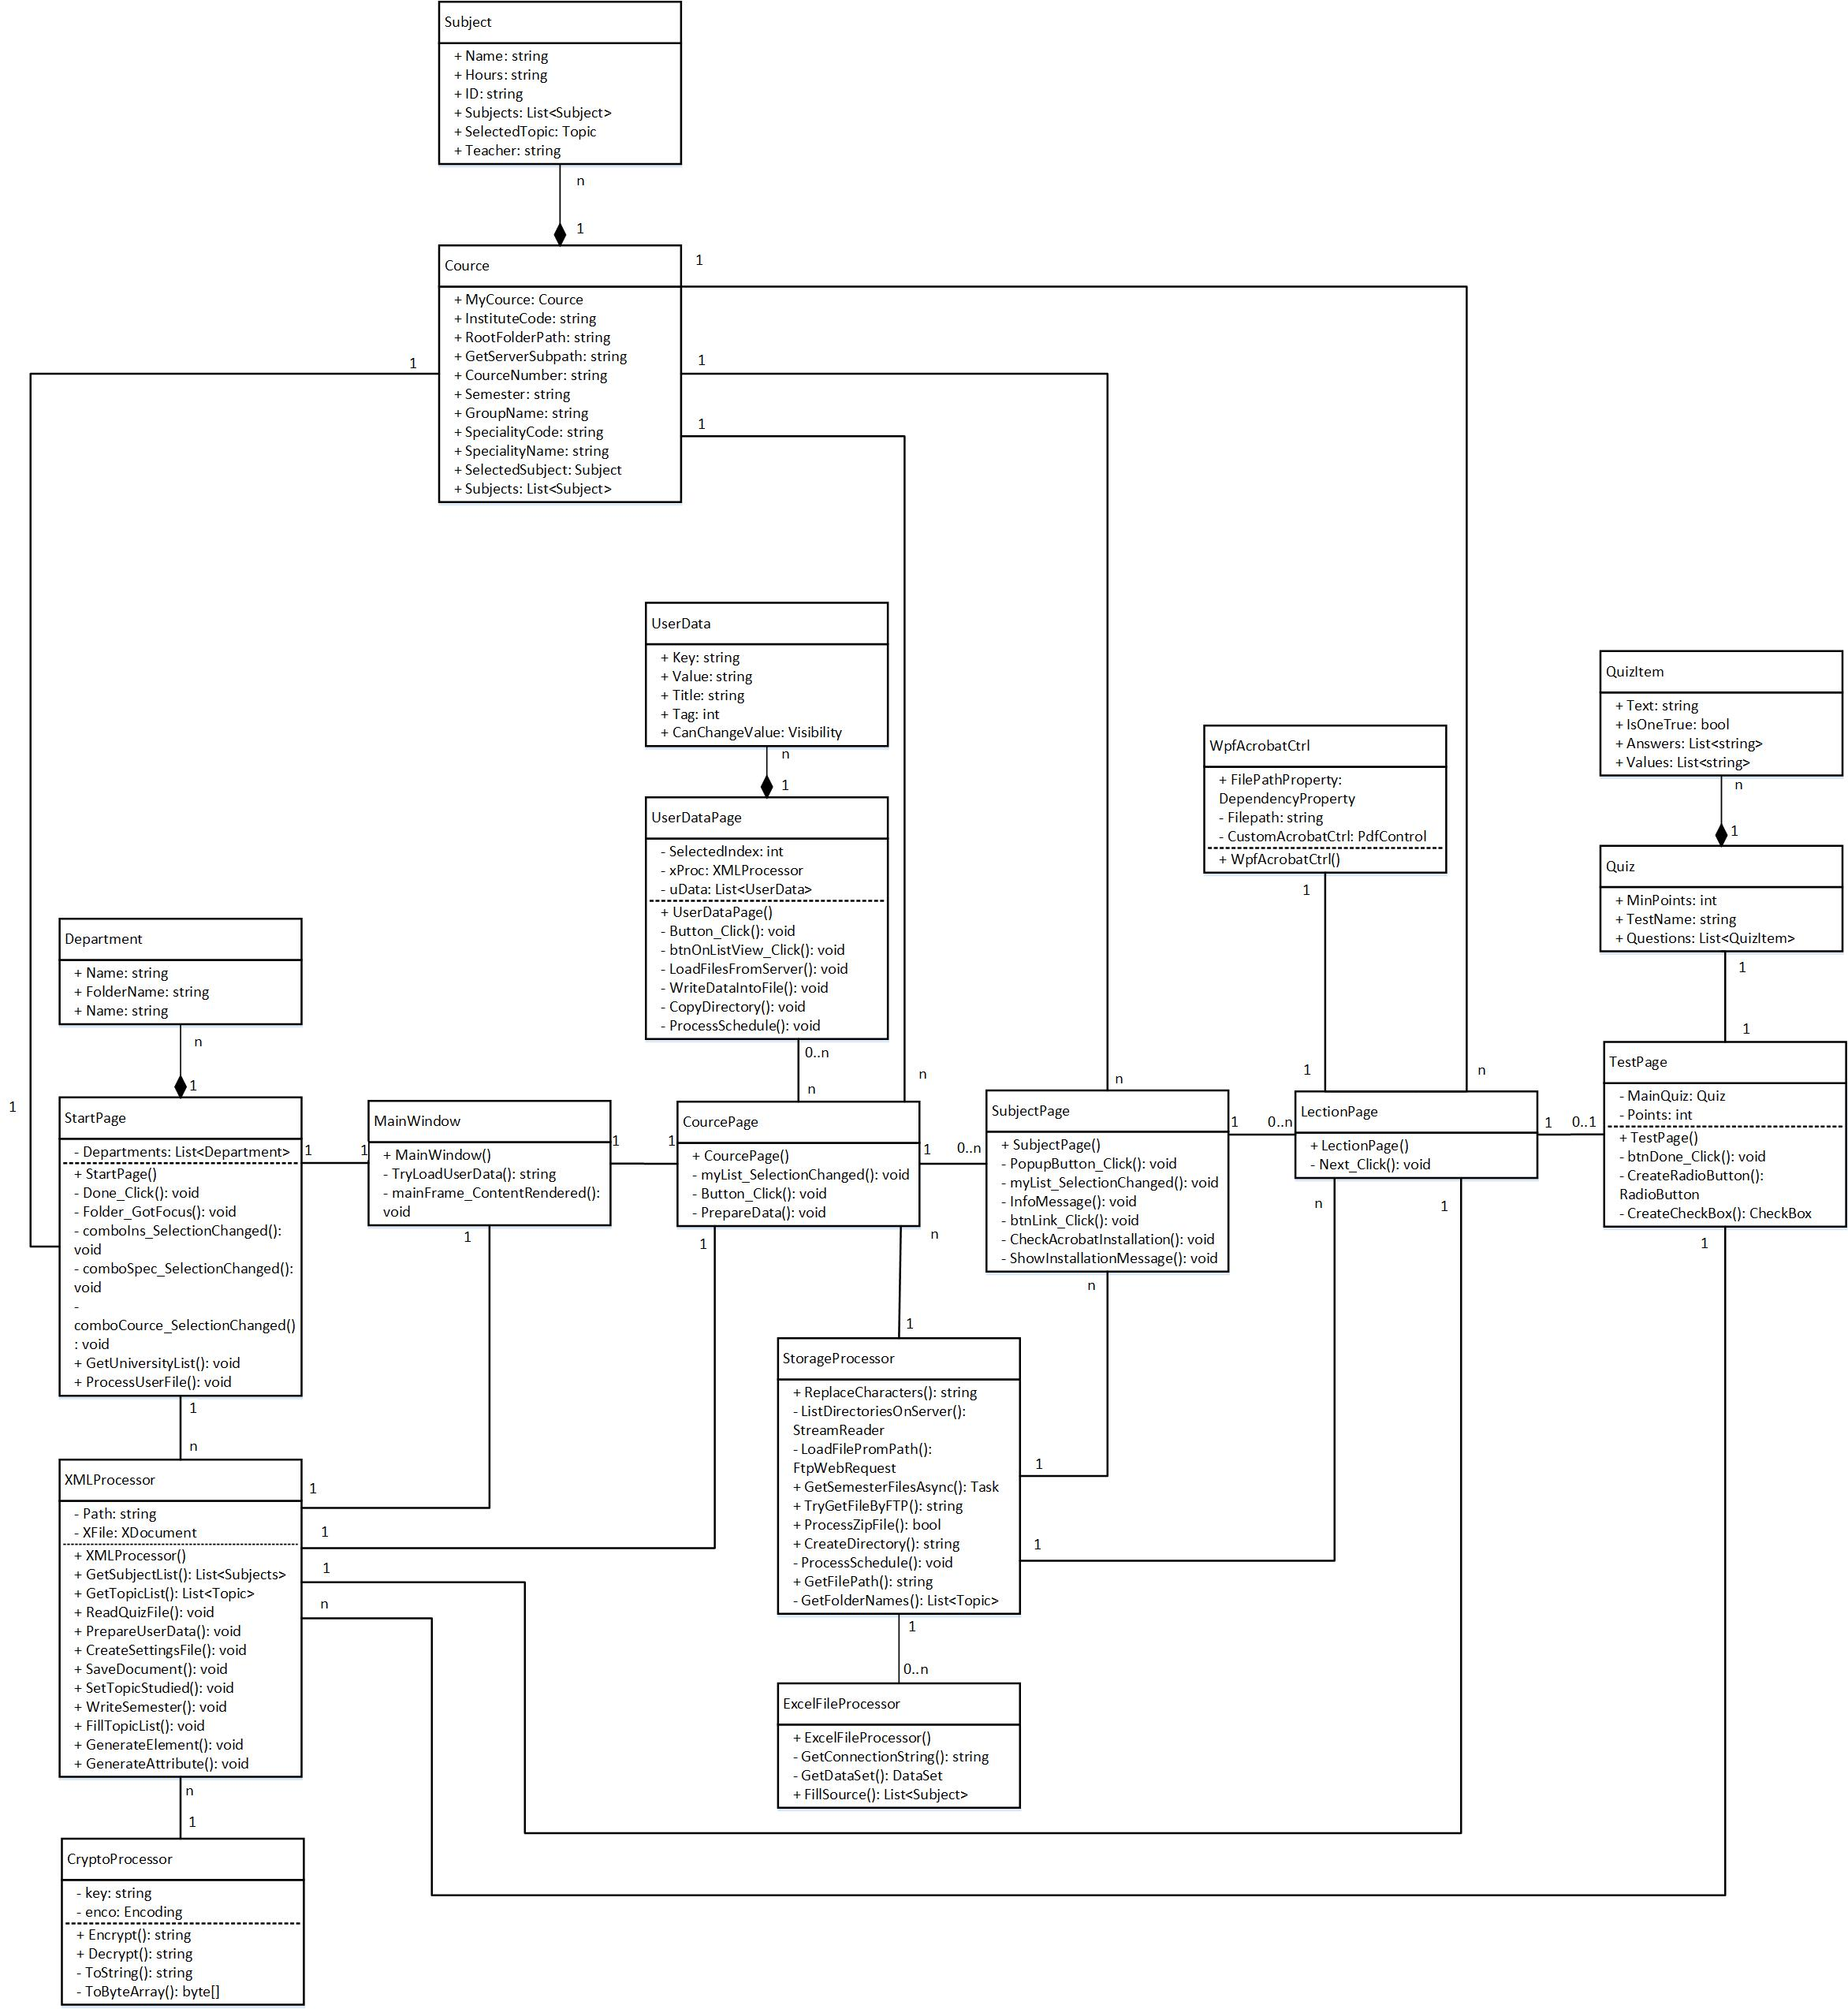 Subject
+ Name: string
+ Hours: string
+ ID: string
+ Subjects: List<Subject>
+ SelectedTopic: Topic
+ Teacher: string
n
1
Cource
+ MyCource: Cource
+ InstituteCode: string
+ RootFolderPath: string
+ GetServerSubpath: string
+ CourceNumber: string
+ Semester: string
+ GroupName: string
+ SpecialityCode: string
+ SpecialityName: string
+ SelectedSubject: Subject
+ Subjects: List<Subject>
1
1
1
1
UserData
+ Key: string
+ Value: string
+ Title: string
+ Tag: int
+ CanChangeValue: Visibility
n
1
UserDataPage
- SelectedIndex: int
- xProc: XMLProcessor
- uData: List<UserData>
+ UserDataPage()
- Button_Click(): void
- btnOnListView_Click(): void
- LoadFilesFromServer(): void
- WriteDataIntoFile(): void
- CopyDirectory(): void
- ProcessSchedule(): void
0..n
n
n
WpfAcrobatCtrl
+ FilePathProperty:
DependencyProperty
- Filepath: string
- CustomAcrobatCtrl: PdfControl
+ WpfAcrobatCtrl()
1
1
n
n
QuizItem
+ Text: string
+ IsOneTrue: bool
+ Answers: List<string>
+ Values: List<string>
n
1
Quiz
+ MinPoints: int
+ TestName: string
+ Questions: List<QuizItem>
1
1
Department
+ Name: string
+ FolderName: string
+ Name: string
n
1
1
StartPage
- Departments: List<Department>
+ StartPage()
- Done_Click(): void
- Folder_GotFocus(): void
- comboIns_SelectionChanged():
void
- comboSpec_SelectionChanged():
void
-
comboCource_SelectionChanged()
: void
+ GetUniversityList(): void
+ ProcessUserFile(): void
1
1
MainWindow
+ MainWindow()
- TryLoadUserData(): string
- mainFrame_ContentRendered():
void
1
1
1
CourcePage
+ CourcePage()
- myList_SelectionChanged(): void
- Button_Click(): void
- PrepareData(): void
1
0..n
1
n
SubjectPage
+ SubjectPage()
- PopupButton_Click(): void
- myList_SelectionChanged(): void
- InfoMessage(): void
- btnLink_Click(): void
- CheckAcrobatInstallation(): void
- ShowInstallationMessage(): void
1
0..n
n
LectionPage
+ LectionPage()
- Next_Click(): void
1
0..1
n
1
TestPage
- MainQuiz: Quiz
- Points: int
+ TestPage()
- btnDone_Click(): void
- CreateRadioButton():
RadioButton
- CreateCheckBox(): CheckBox
1
1
StorageProcessor
+ ReplaceCharacters(): string
- ListDirectoriesOnServer():
StreamReader
- LoadFilePromPath():
FtpWebRequest
+ GetSemesterFilesAsync(): Task
+ TryGetFileByFTP(): string
+ ProcessZipFile(): bool
+ CreateDirectory(): string
- ProcessSchedule(): void
+ GetFilePath(): string
- GetFolderNames(): List<Topic>
1
1
1
0..n
ExcelFileProcessor
+ ExcelFileProcessor()
- GetConnectionString(): string
- GetDataSet(): DataSet
+ FillSource(): List<Subject>
1
n
XMLProcessor
- Path: string
- XFile: XDocument
+ XMLProcessor()
+ GetSubjectList(): List<Subjects>
+ GetTopicList(): List<Topic>
+ ReadQuizFile(): void
+ PrepareUserData(): void
+ CreateSettingsFile(): void
+ SaveDocument(): void
+ SetTopicStudied(): void
+ WriteSemester(): void
+ FillTopicList(): void
+ GenerateElement(): void
+ GenerateAttribute(): void
1
1
1
n
n
1
CryptoProcessor
- key: string
- enco: Encoding
+ Encrypt(): string
+ Decrypt(): string
- ToString(): string
- ToByteArray(): byte[]